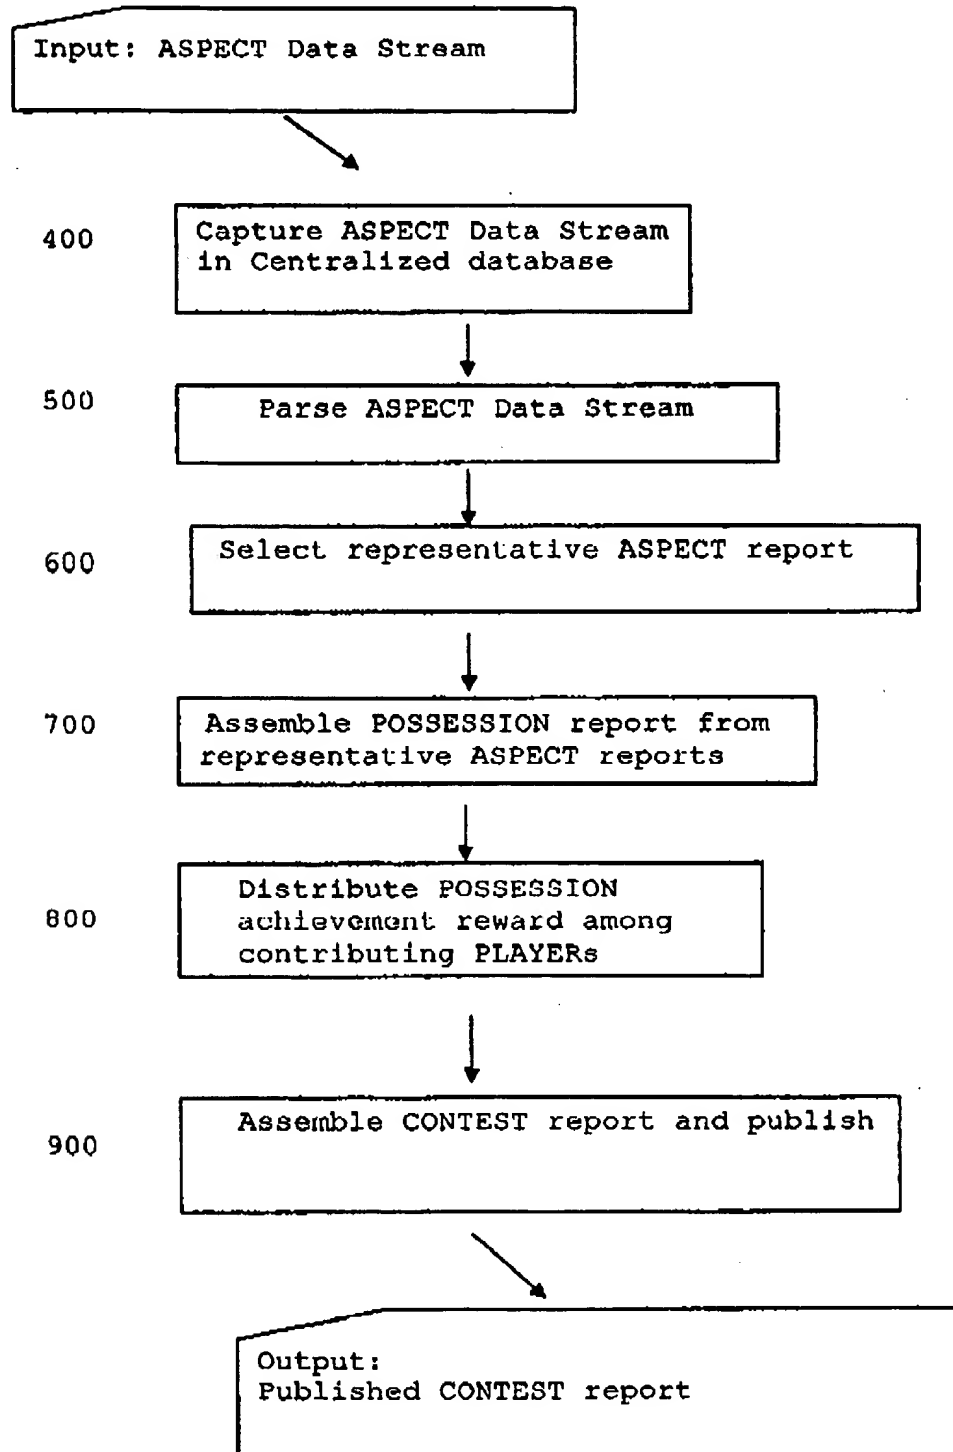 Input: ASPECT Data Stream
400
Capture ASPECT Data Stream
in Centralized database
500
Parse ASPECT Data Stream
600
Select representative ASPECT report
700
Assemble POSSESSION report from
representative ASPECT reports
800
Distribute POSSESSION
achievement reward among
contributing PLAYERs
900
Assemble CONTEST report and publish
Output:
Published CONTEST report